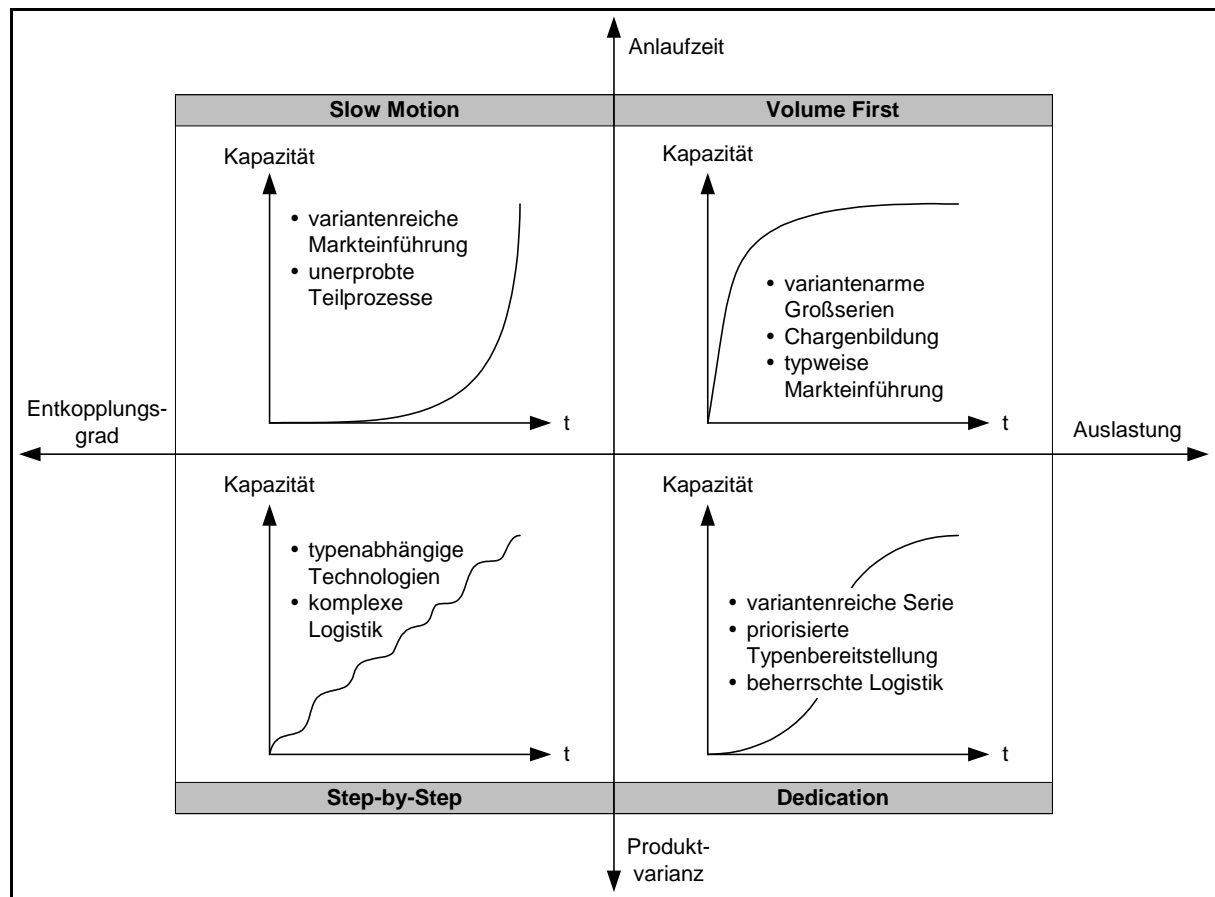 Anlaufzeit
Slow Motion
Volume First
Kapazität
• variantenreiche
Markteinführung
• unerprobte
Teilprozesse
t
Kapazität
• variantenarme
Großserien
• Chargenbildung
• typweise
Markteinführung
t
Entkopplungs-
grad
Auslastung
Kapazität
• typenabhängige
Technologien
• komplexe
Logistik
t
Kapazität
• variantenreiche Serie
• priorisierte
Typenbereitstellung
• beherrschte Logistik
t
Step-by-Step
Dedication
Produkt-
varianz